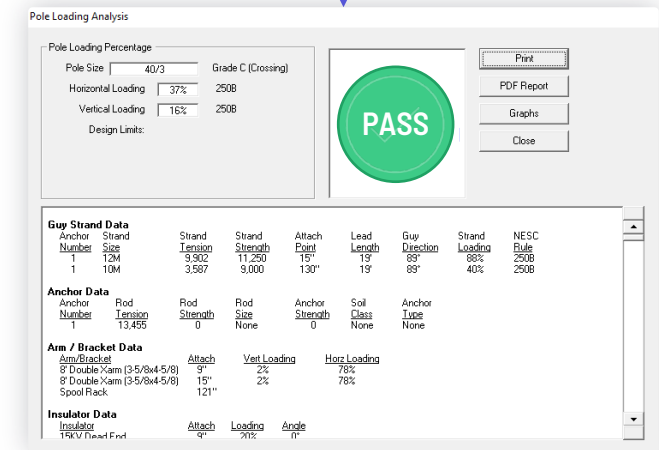 Pole Loading Analysis
Pole Loading Percentage
Pole Size 40/3 Grade C (Crossing)
Horizontal Loading 37% 250B
Vertical Loading 16% 250B
Design Limits:
PASS
Print
PDF Report
Graphs
Close
Guy Strand Data
Anchor Strand Strand Strand Attach Lead Guy Strand NESC
Number Size Tension Strength Point Length Direction Loading Rule
1 12M 9,902 11,250 15" 19' 89° 88% 250B
1 10M 3,587 9,000 130" 19' 89° 40% 250B
Anchor Data
Anchor Rod Rod Rod Anchor Soil Anchor
Number Tension Strength Size Strength Class Type
1 13,455 0 None 0 None None
Arm / Bracket Data
Arm/Bracket Attach Vert Loading Horz Loading
8' Double Xarm (3-5/8x4-5/8) 9" 2% 78%
8' Double Xarm (3-5/8x4-5/8) 15" 2% 78%
Spool Rack 121"
Insulator Data
Insulator Attach Loading Angle
15KV Dead End 9" 20% 0°